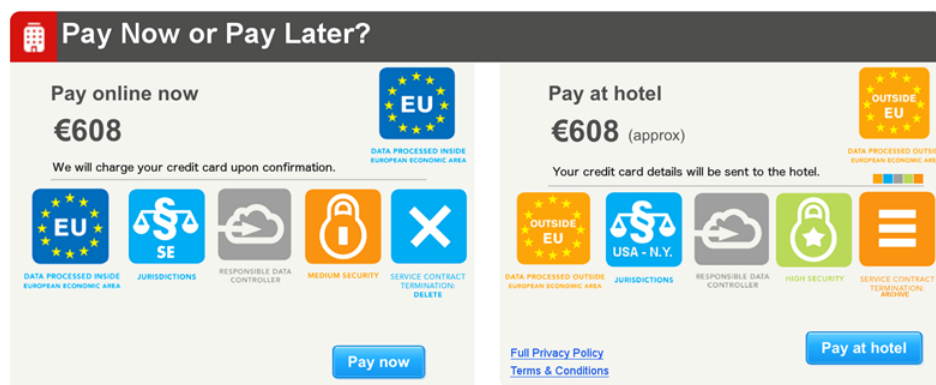 Pay Now or Pay Later?
Pay online now
€608
We will charge your credit card upon confirmation.
EU
DATA PROCESSED INSIDE
EUROPEAN ECONOMIC AREA
EU
DATA PROCESSED INSIDE
EUROPEAN ECONOMIC AREA
§
SE
JURISDICTIONS
RESPONSIBLE DATA
CONTROLLER
MEDIUM SECURITY
SERVICE CONTRACT
TERMINATION:
DELETE
Pay now
Pay at hotel
€608 (approx)
Your credit card details will be sent to the hotel.
OUTSIDE
EU
DATA PROCESSED OUTSI
EUROPEAN ECONOMIC ARE
OUTSIDE
EU
DATA PROCESSED OUTSIDE
EUROPEAN ECONOMIC AREA
§
USA - N.Y.
JURISDICTIONS
RESPONSIBLE DATA
CONTROLLER
HIGH SECURITY
SERVICE CONTRACT
TERMINATION:
ARCHIVE
Full Privacy Policy
Terms & Conditions
Pay at hotel